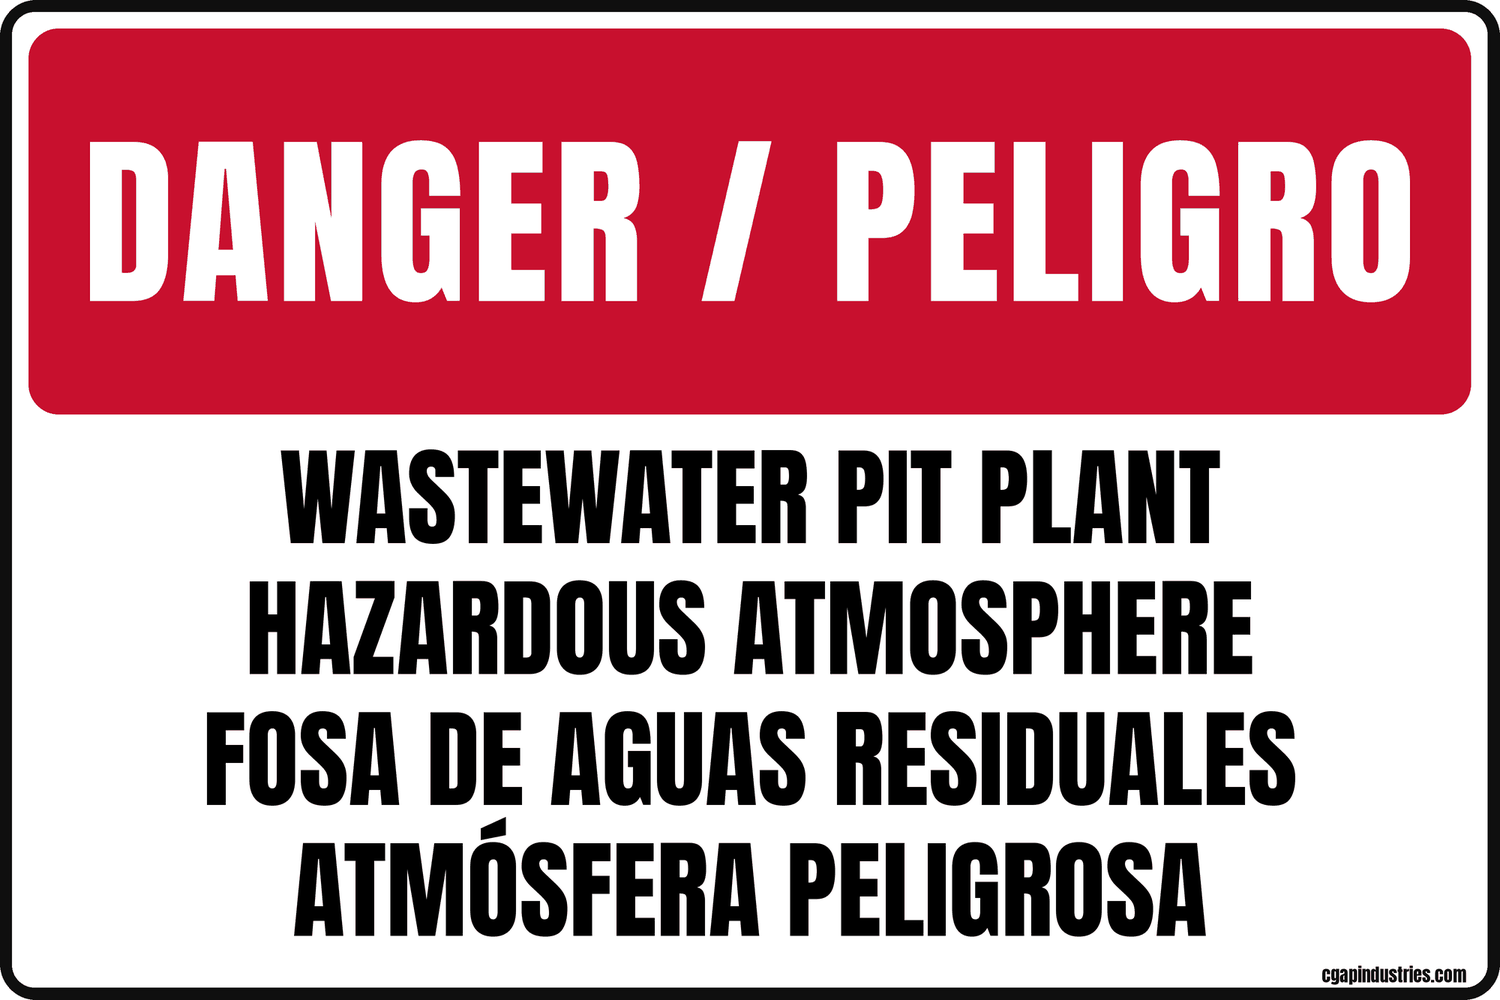 DANGER / PELIGRO
WASTEWATER PIT PLANT
HAZARDOUS ATMOSPHERE
FOSA DE AGUAS RESIDUALES
ATMÓSFERA PELIGROSA
cgapindustries.com